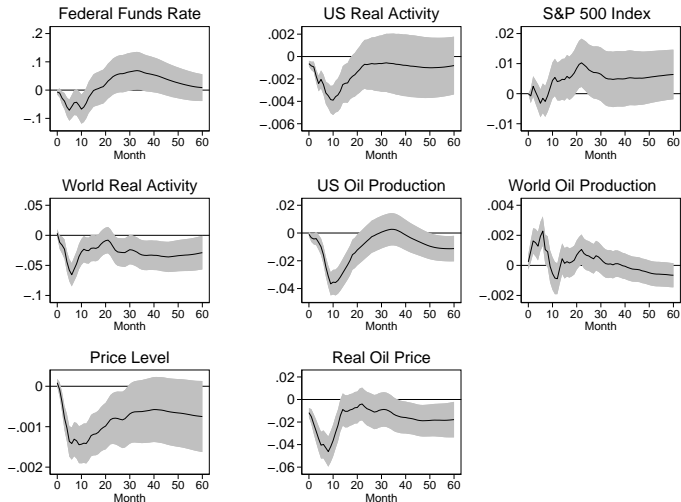 Federal Funds Rate
.2
.1
0
-.1
0 10 20 30 40 50 60
Month
US Real Activity
.002
0
-.002
-.004
-.006
0 10 20 30 40 50 60
Month
S&P 500 Index
.02
.01
0
-.01
0 10 20 30 40 50 60
Month
World Real Activity
.05
0
-.05
-.1
0 10 20 30 40 50 60
Month
US Oil Production
.02
0
-.02
-.04
0 10 20 30 40 50 60
Month
World Oil Production
.004
.002
0
-.002
0 10 20 30 40 50 60
Month
Price Level
0
-.001
-.002
0 10 20 30 40 50 60
Month
Real Oil Price
.02
0
-.02
-.04
-.06
0 10 20 30 40 50 60
Month